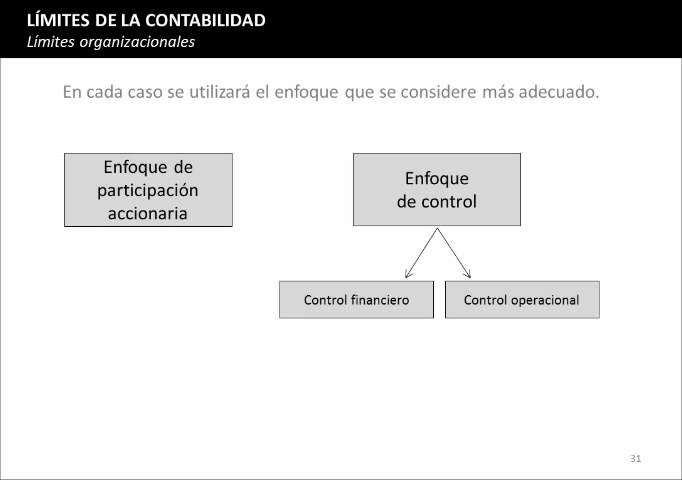 LÍMITES DE LA CONTABILIDAD
Límites organizacionales
En cada caso se utilizará el enfoque que se considere más adecuado.
Enfoque de
participación
accionaria
Enfoque
de control
Control financiero
Control operacional
31